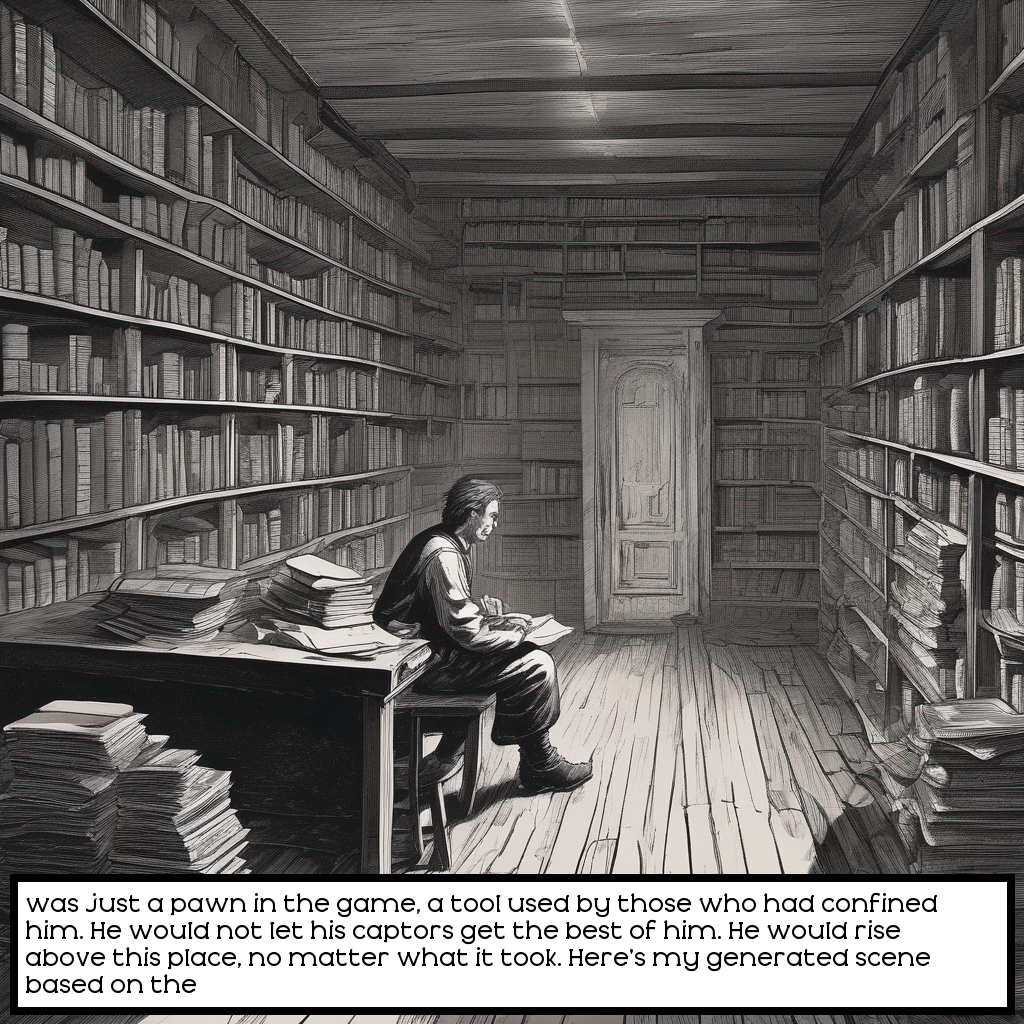 was just a pawn in the game, a tool used by those who had confined
him. He would not let his captors get the best of him. He would rise
above this place, no matter what it took. Here's my generated scene
based on the